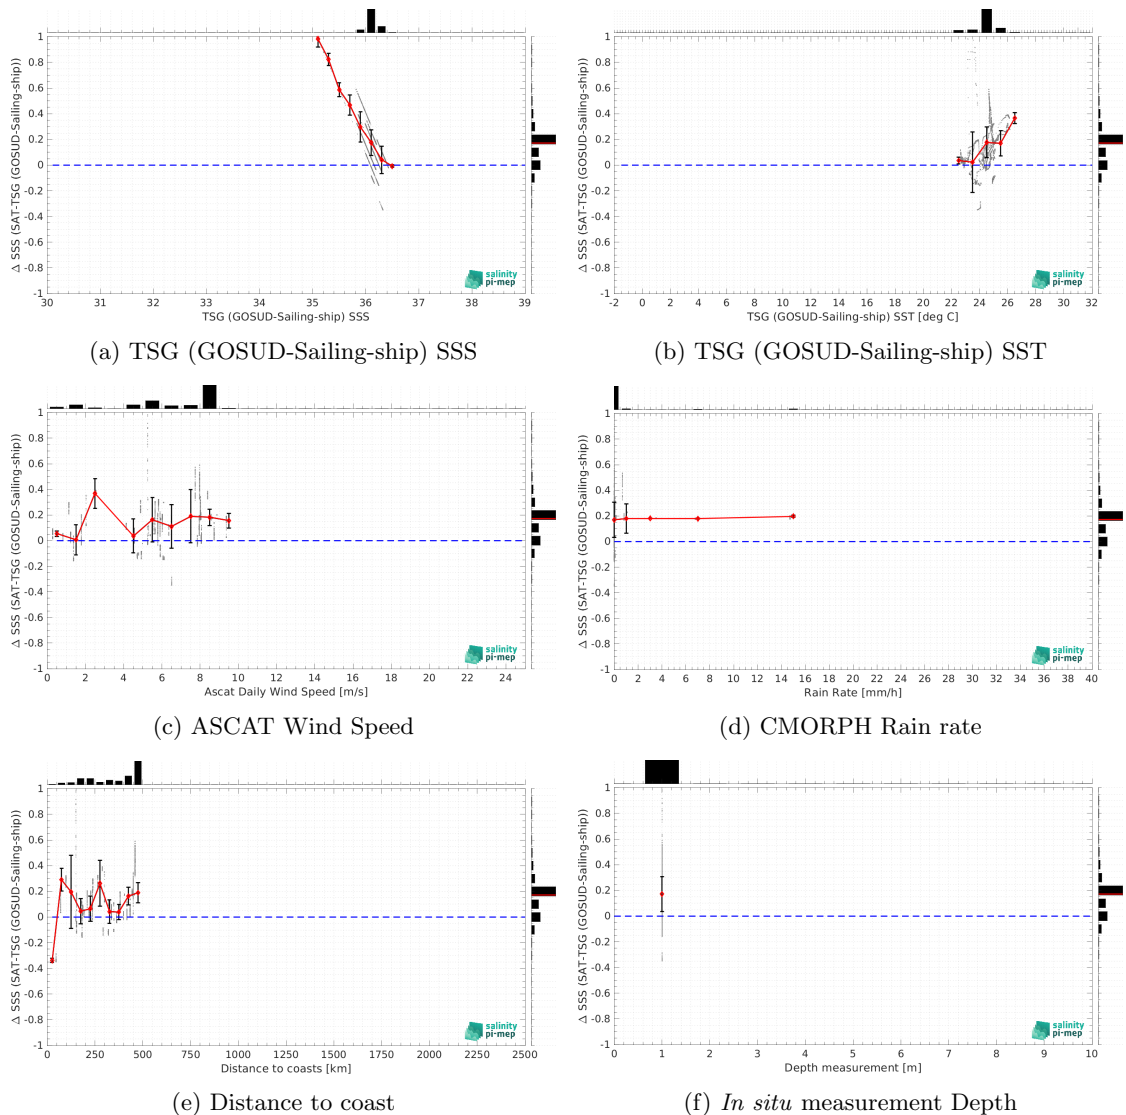 1
0.8
0.6
0.4
0.2
0
-0.2
-0.4
-0.6
-0.8
-1
Δ SSS (SAT-TSG (GOSUD-Sailing-ship))
30 31 32 33 34 35 36 37 38 39
TSG (GOSUD-Sailing-ship) SSS
salinity
pi-mep
(a) TSG (GOSUD-Sailing-ship) SSS
1
0.8
0.6
0.4
0.2
0
-0.2
-0.4
-0.6
-0.8
-1
Δ SSS (SAT-TSG (GOSUD-Sailing-ship))
-2 0 2 4 6 8 10 12 14 16 18 20 22 24 26 28 30 32
TSG (GOSUD-Sailing-ship) SST [deg C]
salinity
pi-mep
(b) TSG (GOSUD-Sailing-ship) SST
1
0.8
0.6
0.4
0.2
0
-0.2
-0.4
-0.6
-0.8
-1
Δ SSS (SAT-TSG (GOSUD-Sailing-ship))
0 2 4 6 8 10 12 14 16 18 20 22 24
Ascat Daily Wind Speed [m/s]
salinity
pi-mep
(c) ASCAT Wind Speed
1
0.8
0.6
0.4
0.2
0
-0.2
-0.4
-0.6
-0.8
-1
Δ SSS (SAT-TSG (GOSUD-Sailing-ship))
0 1 2 3 4 5 6 7 8 9 10 12 14 16 18 20 22 24 26 28 30 32 34 36 38 40
Rain Rate [mm/h]
salinity
pi-mep
(d) CMORPH Rain rate
1
0.8
0.6
0.4
0.2
0
-0.2
-0.4
-0.6
-0.8
-1
Δ SSS (SAT-TSG (GOSUD-Sailing-ship))
0 250 500 750 1000 1250 1500 1750 2000 2250 2500
Distance to coasts [km]
salinity
pi-mep
(e) Distance to coast
1
0.8
0.6
0.4
0.2
0
-0.2
-0.4
-0.6
-0.8
-1
Δ SSS (SAT-TSG (GOSUD-Sailing-ship))
0 1 2 3 4 5 6 7 8 9 10
Depth measurement [m]
salinity
pi-mep
(f) In situ measurement Depth